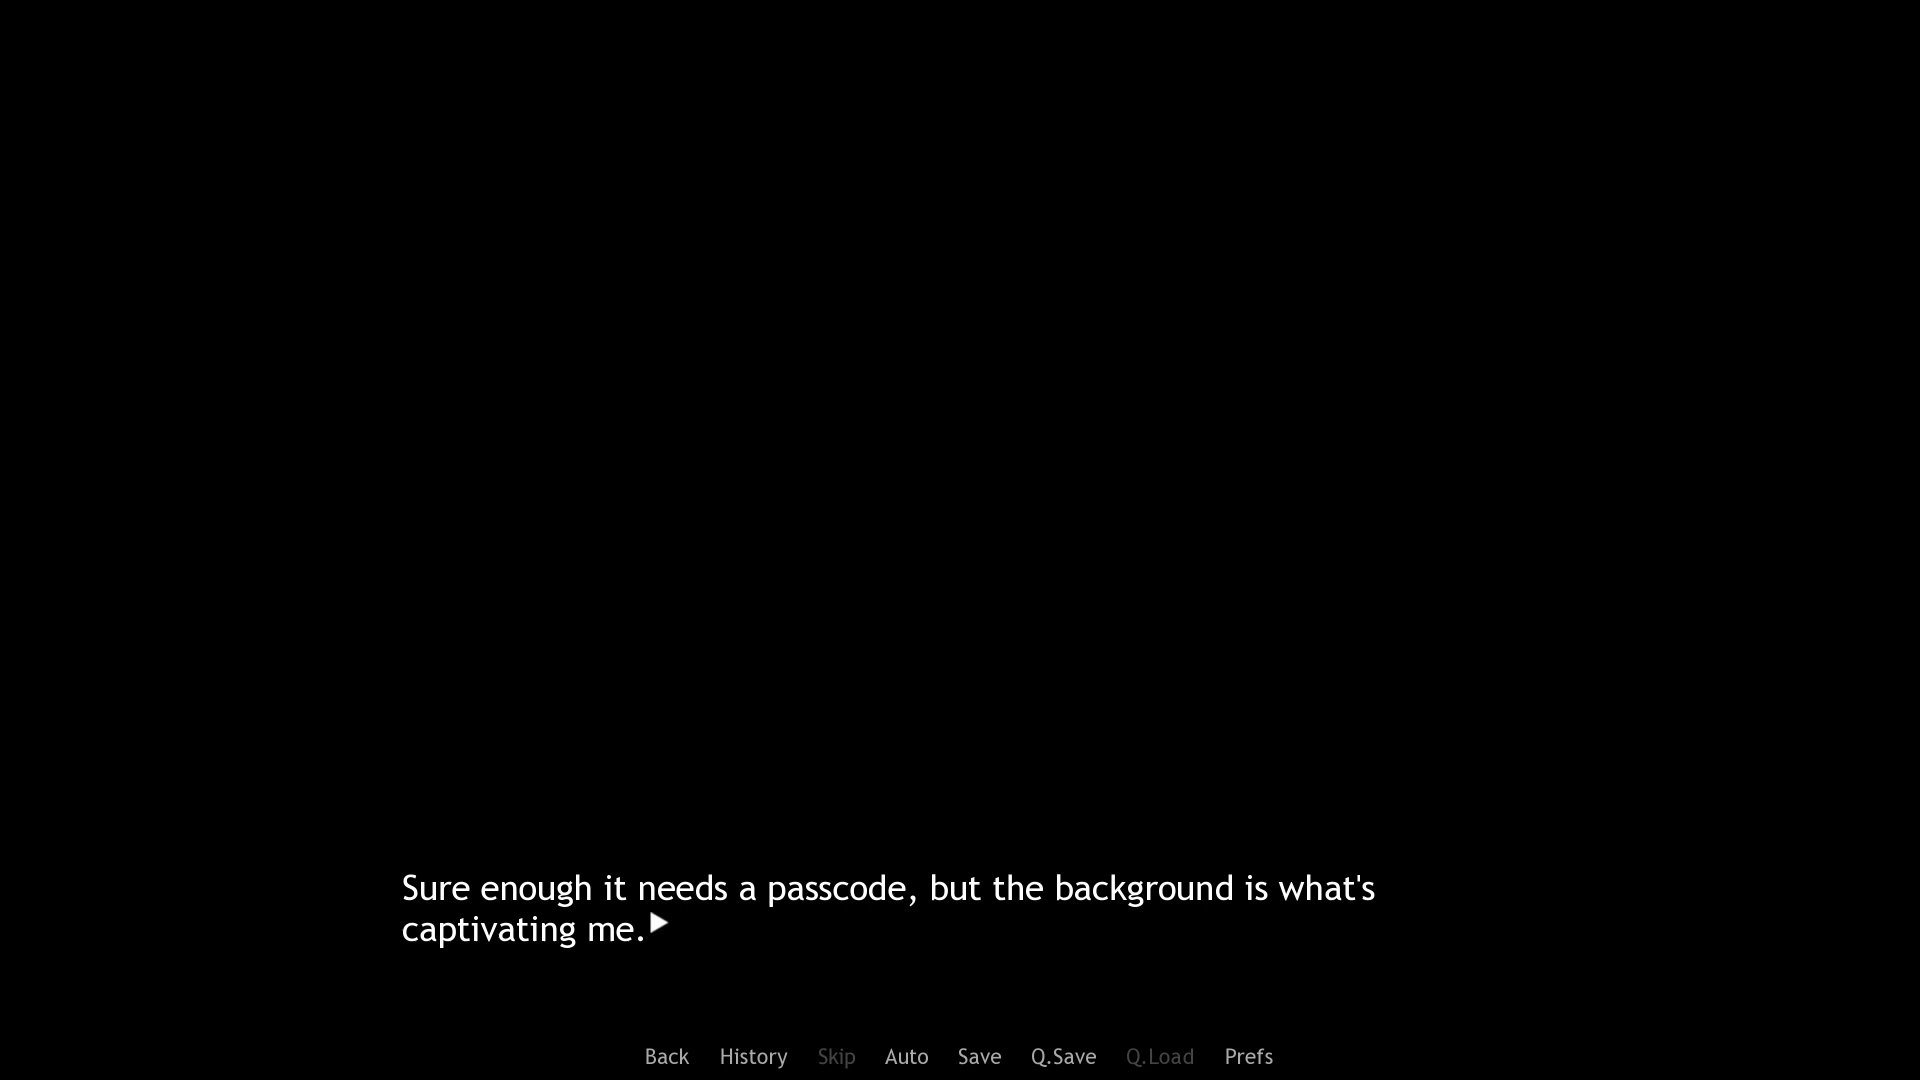 Sure enough it needs a passcode, but the background is what's
captivating me.
Back History Skip Auto Save Q.Save Q.Load Prefs